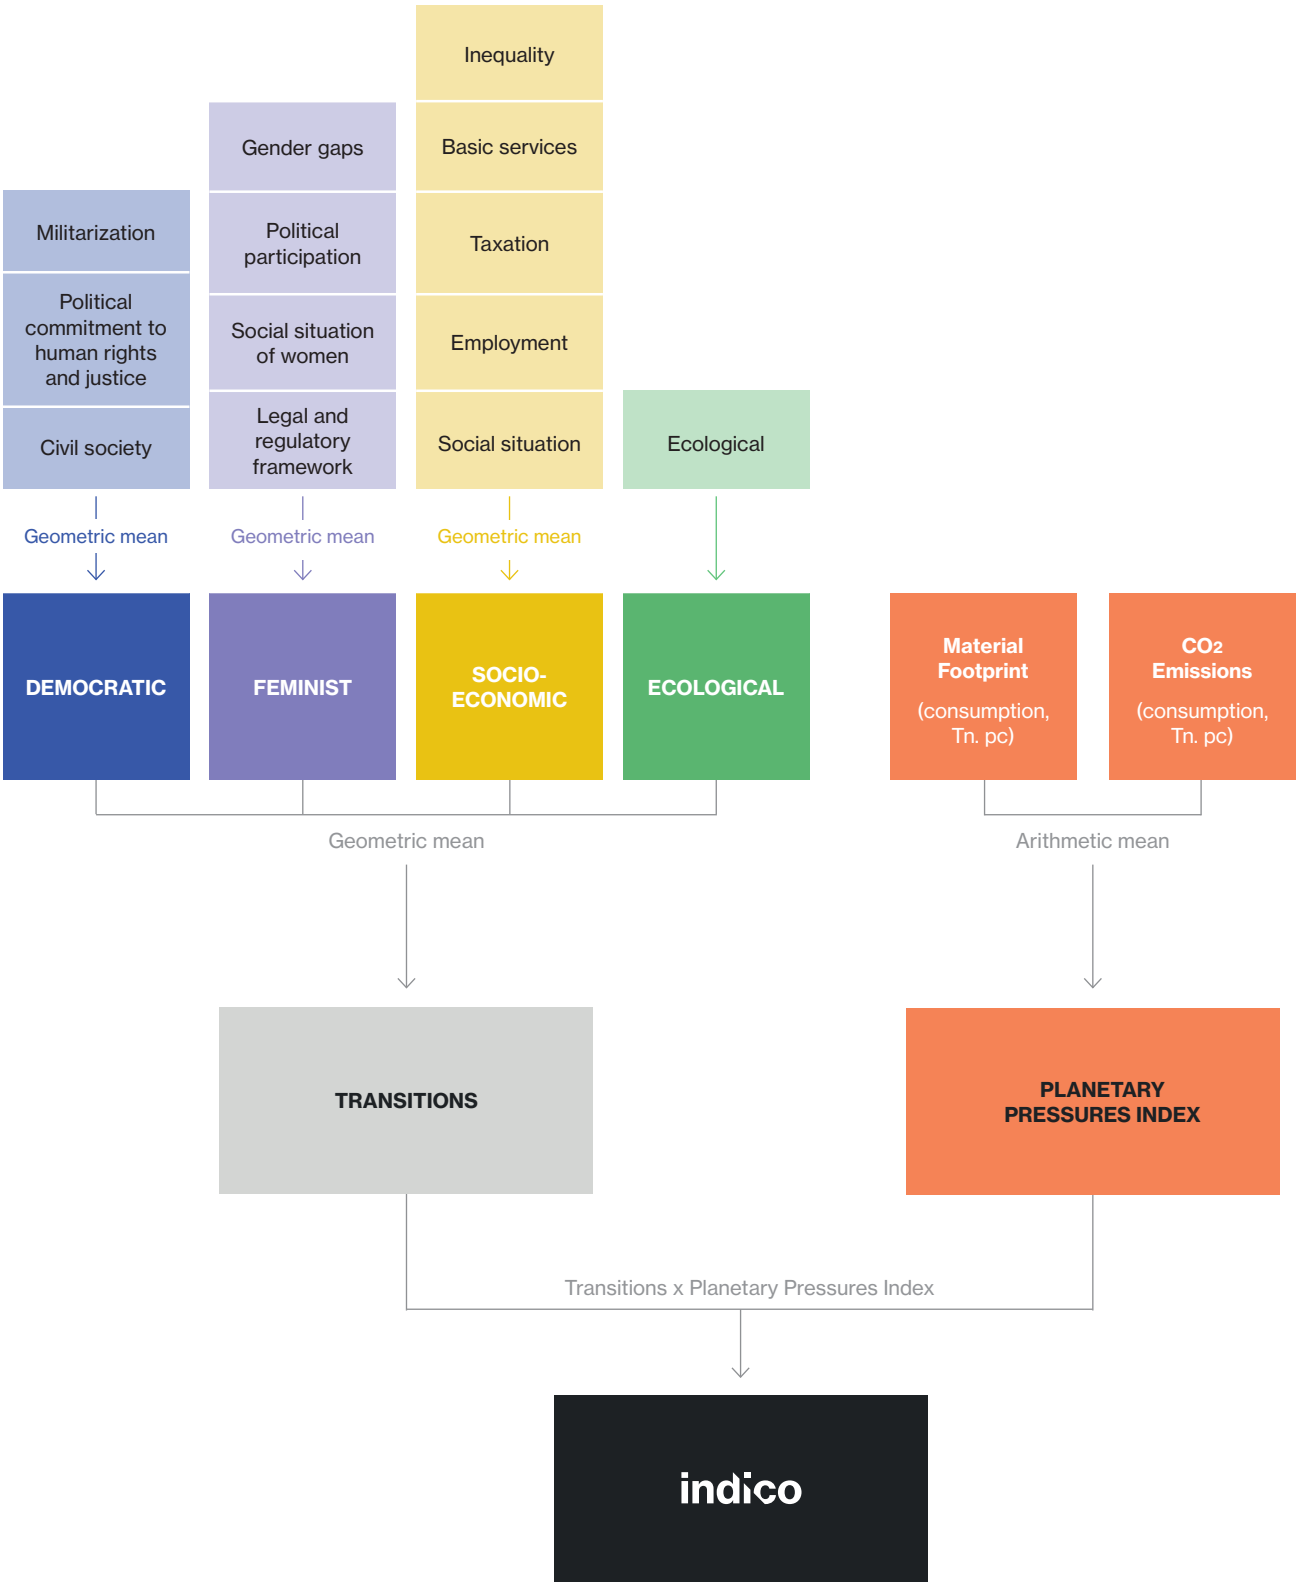 Inequality
Gender gaps
Basic services
Militarization
Political
participation
Taxation
Political
commitment to
human rights
and justice
Social situation
of women
Employment
Civil society
Legal and
regulatory
framework
Social situation
Ecological
Geometric mean
Geometric mean
Geometric mean
DEMOCRATIC
FEMINIST
SOCIO-
ECONOMIC
ECOLOGICAL
Material
Footprint
(consumption,
Tn. pc)
CO2
Emissions
(consumption,
Tn. pc)
Geometric mean
Arithmetic mean
TRANSITIONS
PLANETARY
PRESSURES INDEX
Transitions x Planetary Pressures Index
indico